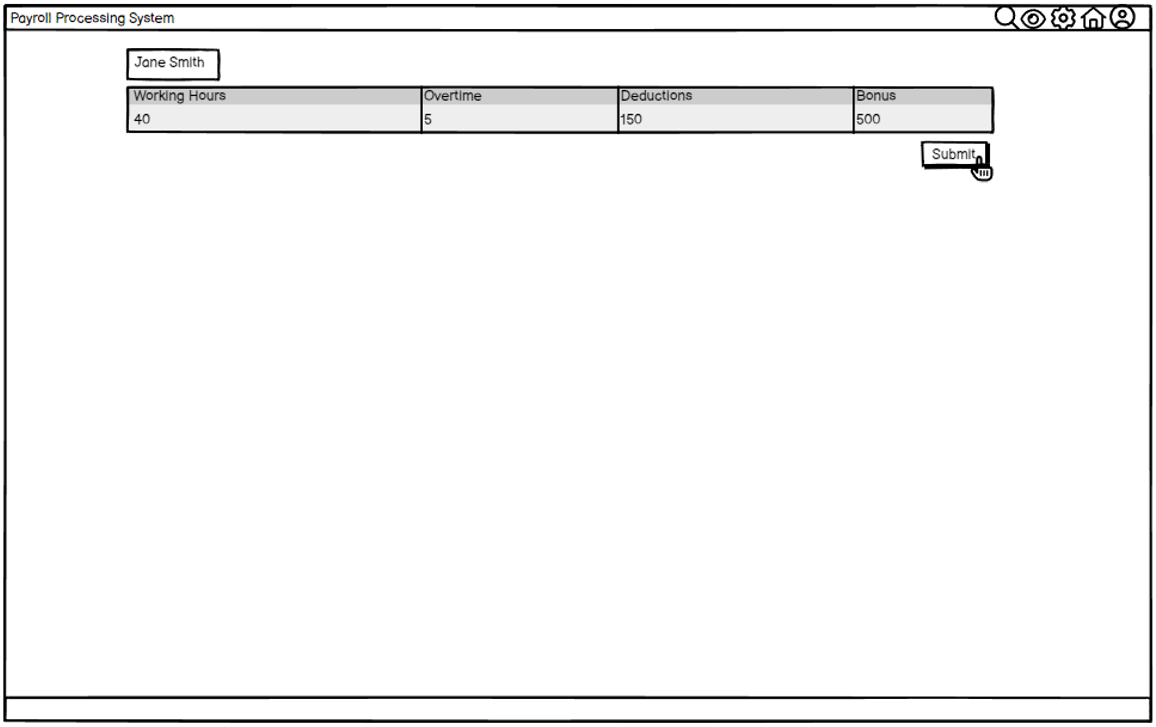 Payroll Processing System
Jane Smith
Working Hours Overtime Deductions Bonus
40 5 150 500
Submit